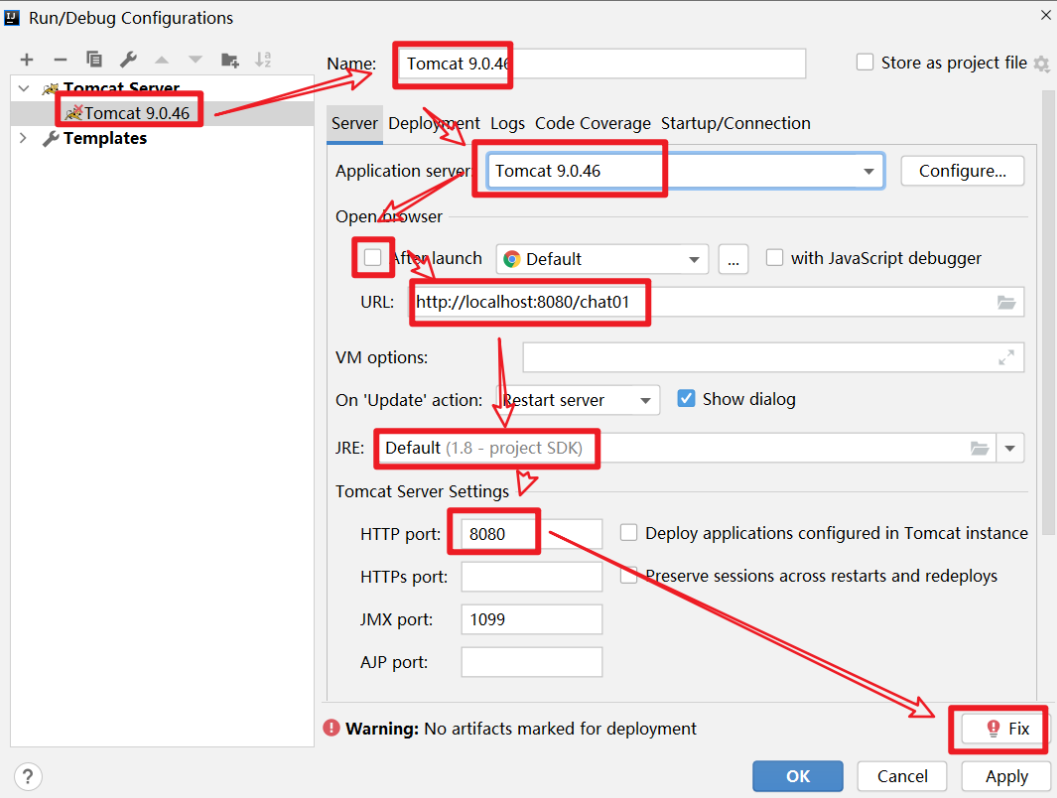 Run/Debug Configurations
Name: Tomcat 9.0.46
Store as project file
Tomcat Server
Tomcat 9.0.46
Templates
Server Deployment Logs Code Coverage Startup/Connection
Application server: Tomcat 9.0.46 Configure...
Open browser
After launch Default ... with JavaScript debugger
URL: http://localhost:8080/chat01
VM options:
On 'Update' action: Restart server Show dialog
JRE: Default (1.8 - project SDK)
Tomcat Server Settings
HTTP port: 8080 Deploy applications configured in Tomcat instance
HTTPs port: Preserve sessions across restarts and redeploys
JMX port: 1099
AJP port:
Warning: No artifacts marked for deployment Fix
? OK Cancel Apply